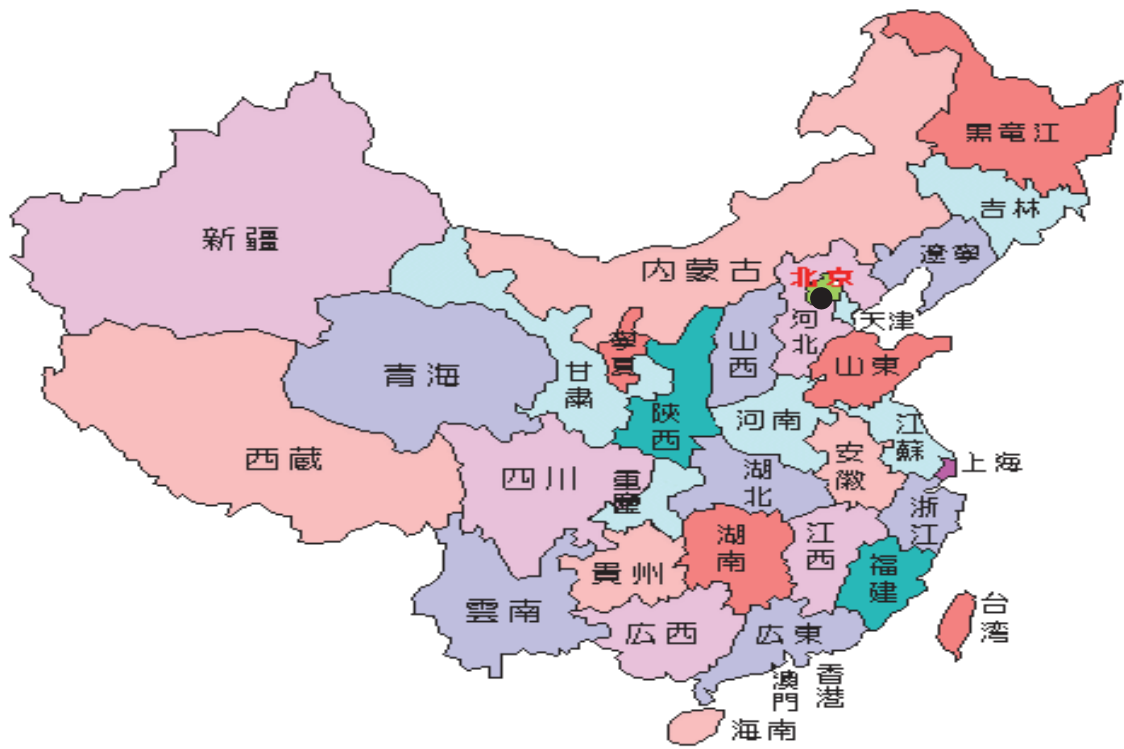 黒竜江
吉林
遼寧
新疆
内蒙古
北京
天津
河北
山西
寧夏
山東
青海
甘粛
陝西
河南
江蘇
西蔵
四川
重慶
湖北
安徽
上海
浙江
湖南
江西
貴州
福建
雲南
広西
広東
台湾
澳門
香港
海南